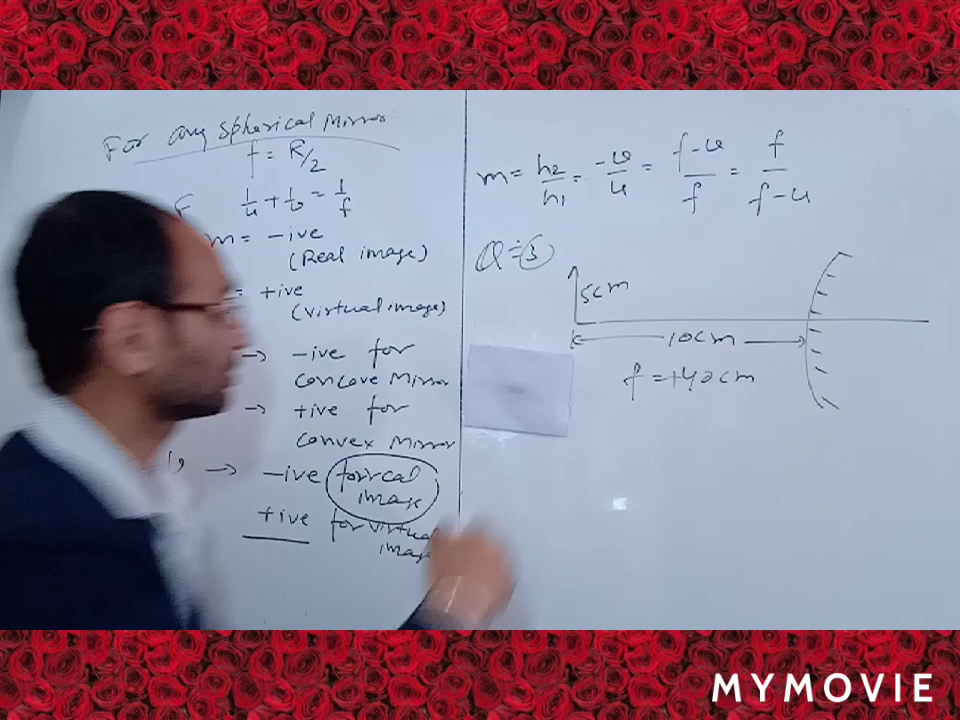 For any Spherical Mirror
f = R/2
1/u + 1/v = 1/f
m = -ive
(Real image)
= +ive
(virtual image)
→ -ive for
concave Mirror
→ +ive for
convex Mirror
→ -ive for real
image
+ive for virtual
image
m = h2/h1 = -v/u = f-v/f = f/f-u
Q:- 3
5cm
10cm
f = +40cm
MYMOVIE